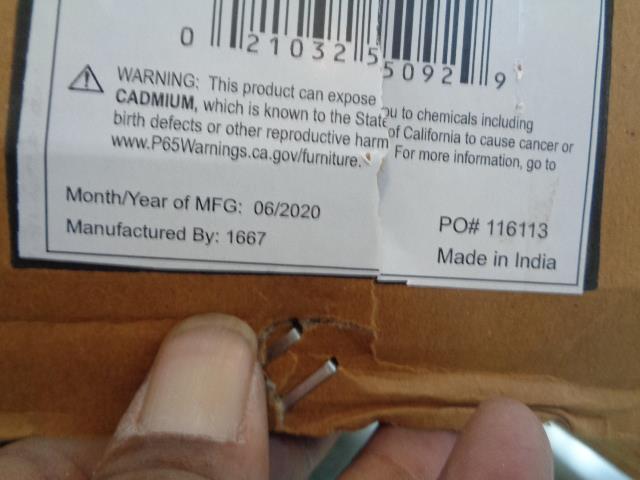 0 21032 55092 9
WARNING: This product can expose you to chemicals including
CADMIUM, which is known to the State of California to cause cancer or
birth defects or other reproductive harm. For more information, go to
www.P65Warnings.ca.gov/furniture.
Month/Year of MFG: 06/2020
Manufactured By: 1667
PO# 116113
Made in India